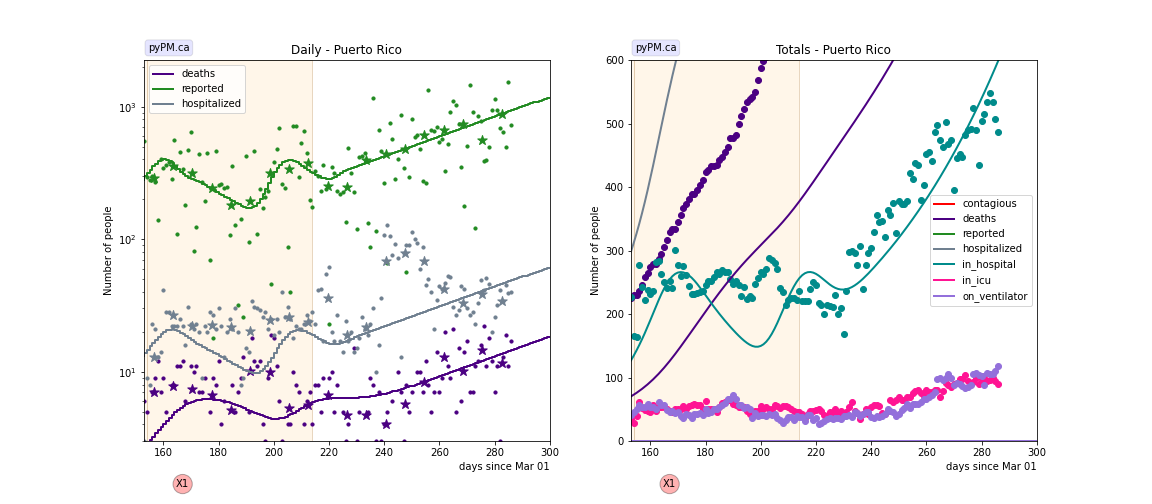 pyPM.ca
Daily - Puerto Rico
deaths
reported
hospitalized
Number of people
10³
10²
10¹
160 180 200 220 240 260 280 300
days since Mar 01
X1
pyPM.ca
Totals - Puerto Rico
Number of people
600
500
400
300
200
100
0
contagious
deaths
reported
hospitalized
in_hospital
in_icu
on_ventilator
160 180 200 220 240 260 280 300
days since Mar 01
X1